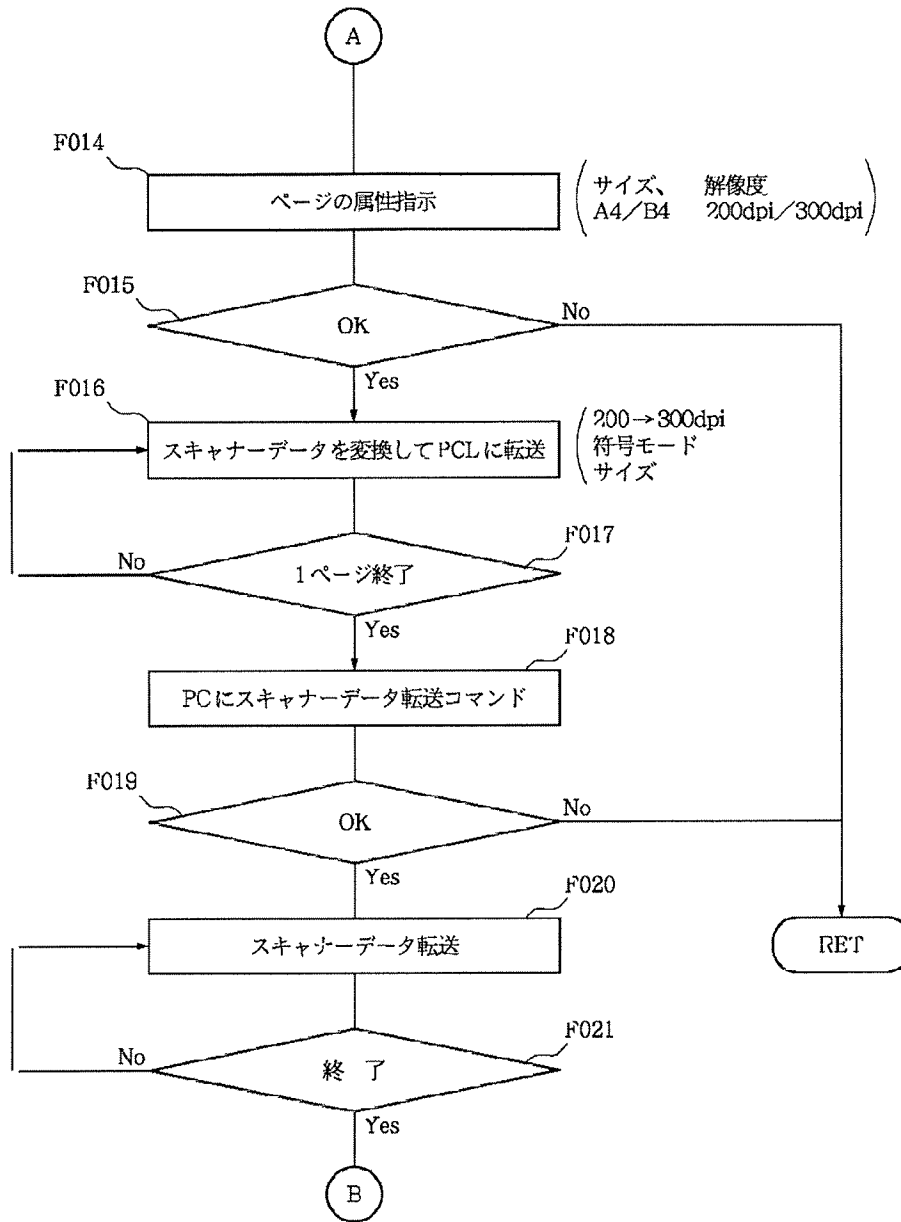 A
F014
ページの属性指示
サイズ、 解像度
A4／B4 200dpi／300dpi
F015
OK
No
Yes
F016
スキャナーデータを変換してPCLに転送
200→300dpi
符号モード
サイズ
F017
No
1ページ終了
Yes
F018
PCにスキャナーデータ転送コマンド
F019
OK
No
Yes
F020
スキャナーデータ転送
RET
F021
No
終 了
Yes
B